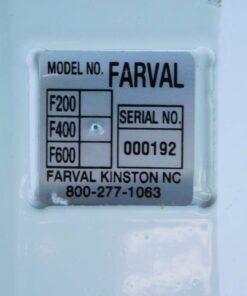 MODEL NO. FARVAL
F200
F400
F600
SERIAL NO.
000192
FARVAL KINSTON NC
800-277-1063